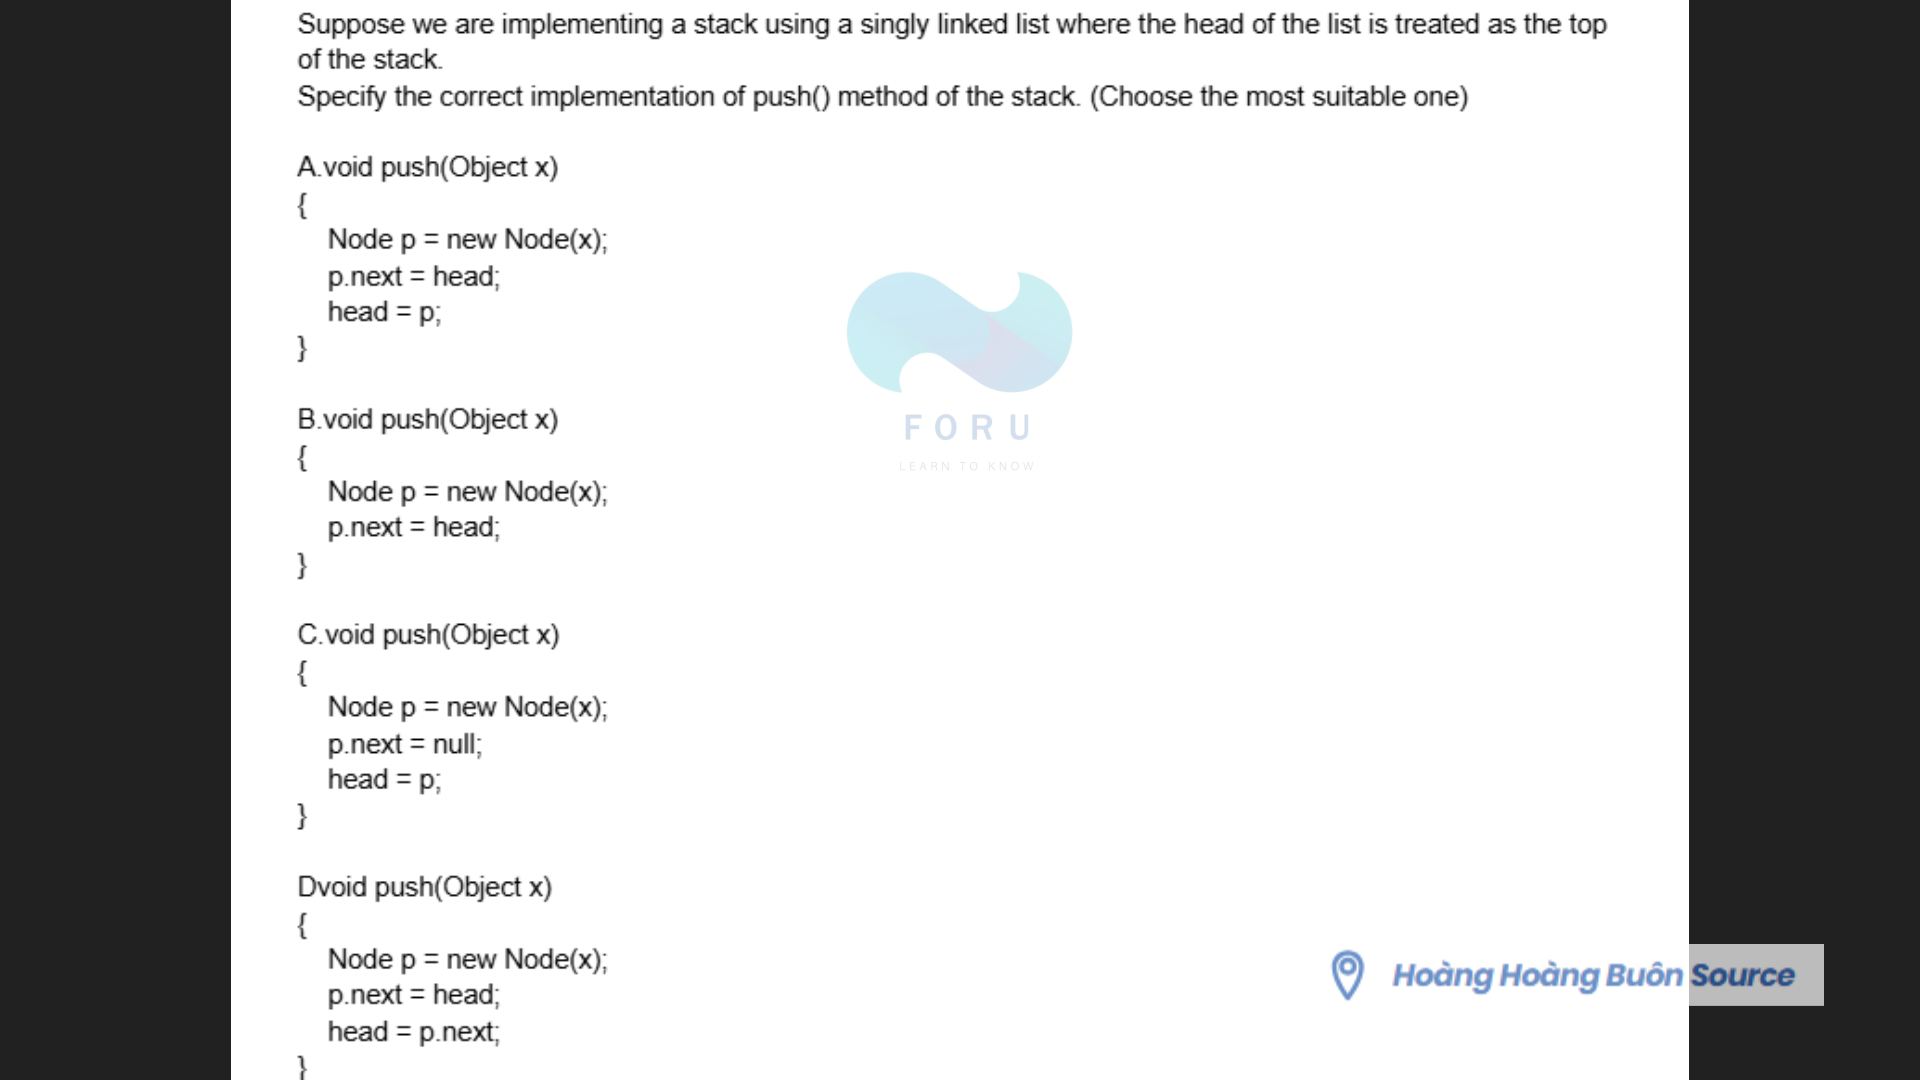 Suppose we are implementing a stack using a singly linked list where the head of the list is treated as the top
of the stack.
Specify the correct implementation of push() method of the stack. (Choose the most suitable one)
A.void push(Object x)
{
Node p = new Node(x);
p.next = head;
head = p;
}
B.void push(Object x)
{
Node p = new Node(x);
p.next = head;
}
C.void push(Object x)
{
Node p = new Node(x);
p.next = null;
head = p;
}
Dvoid push(Object x)
{
Node p = new Node(x);
p.next = head;
head = p.next;
}
FORU
LEARN TO KNOW
Hoàng Hoàng Buôn Source